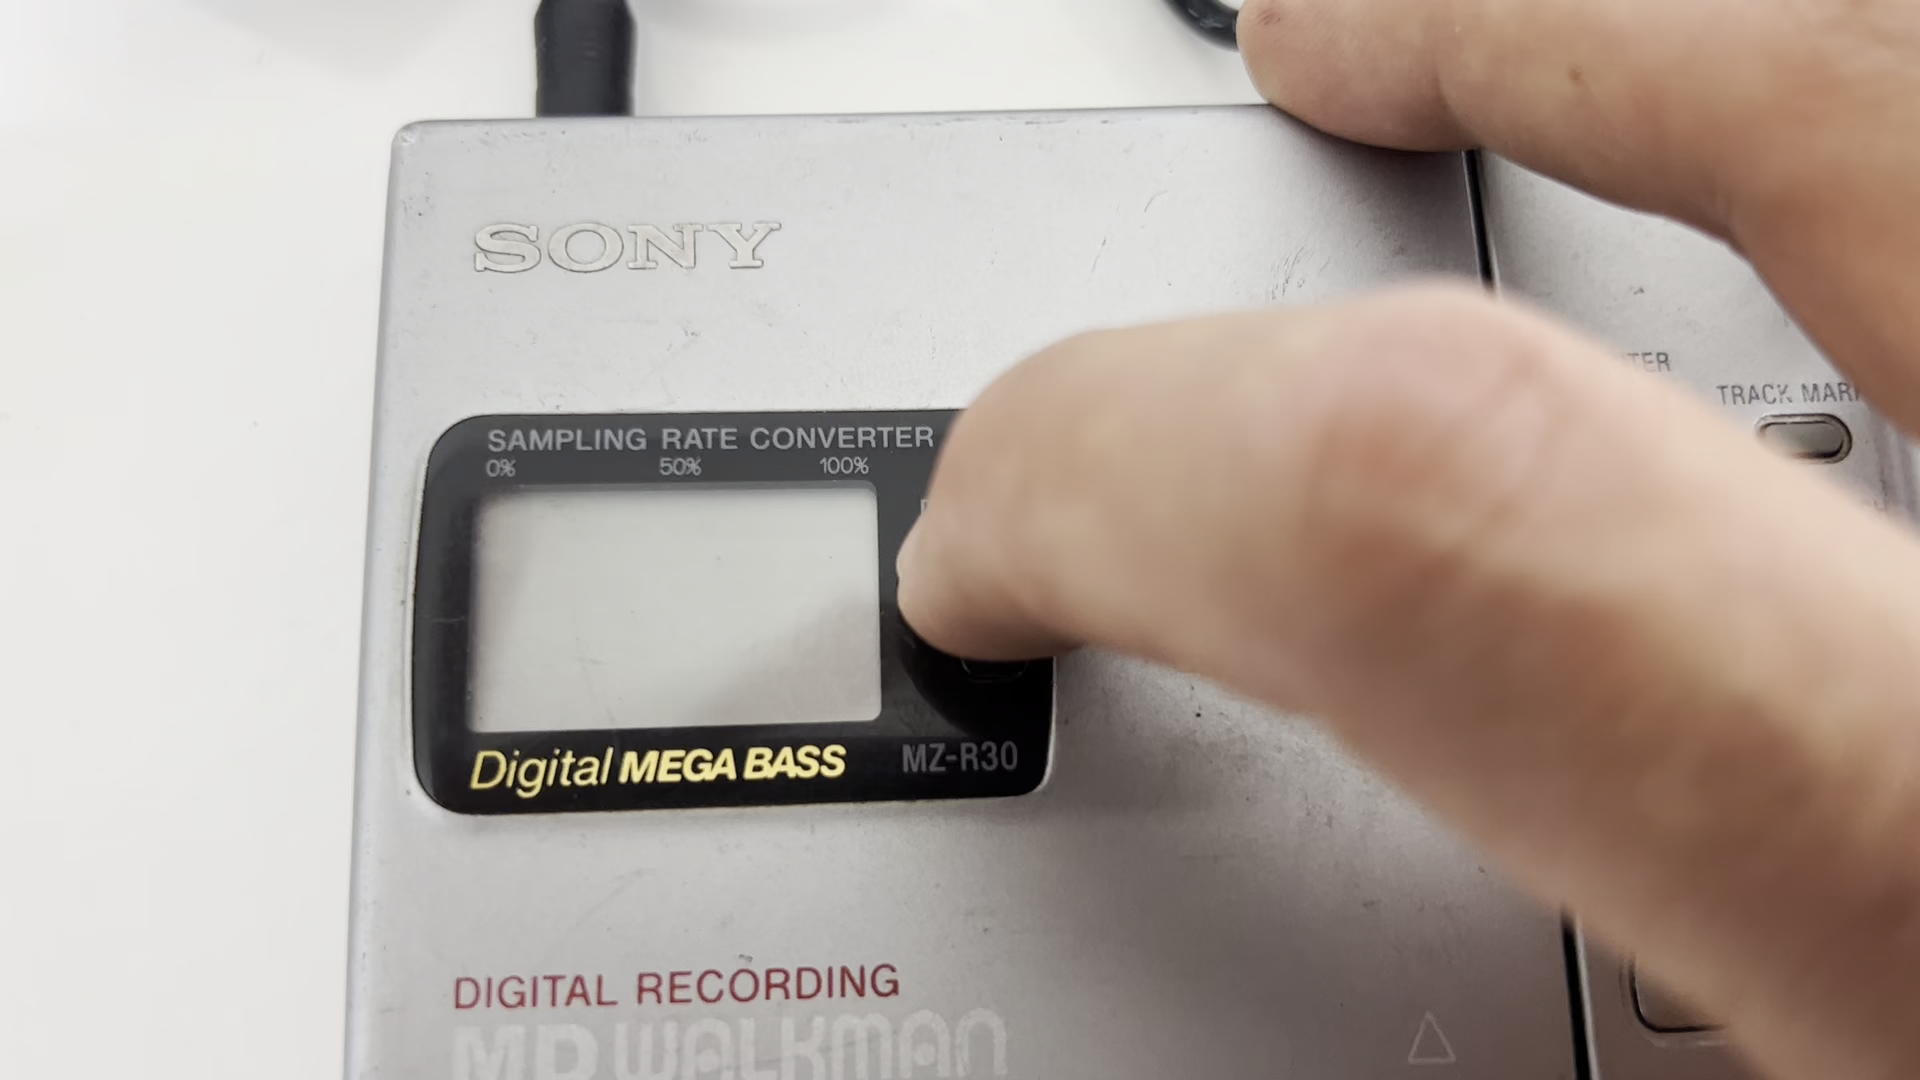 SONY
TRACK MARK
SAMPLING RATE CONVERTER
0% 50% 100%
Digital MEGA BASS MZ-R30
DIGITAL RECORDING
MD WALKMAN